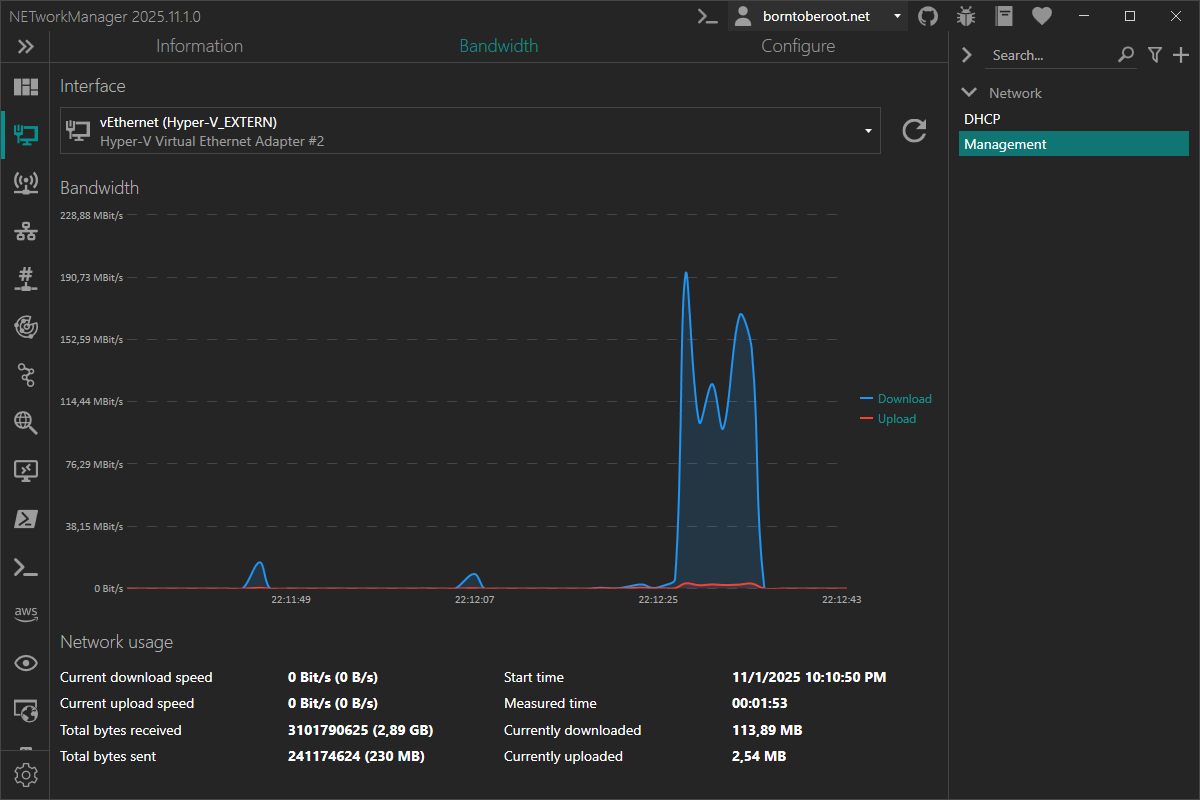 NETworkManager 2025.11.1.0
borntoberoot.net
Information
Bandwidth
Configure
Search...
Interface
vEthernet (Hyper-V_EXTERN)
Hyper-V Virtual Ethernet Adapter #2
Network
DHCP
Management
Bandwidth
228,88 MBit/s
190,73 MBit/s
152,59 MBit/s
114,44 MBit/s
76,29 MBit/s
38,15 MBit/s
0 Bit/s
22:11:49
22:12:07
22:12:25
22:12:43
Download
Upload
aws
Network usage
Current download speed 0 Bit/s (0 B/s) Start time 11/1/2025 10:10:50 PM
Current upload speed 0 Bit/s (0 B/s) Measured time 00:01:53
Total bytes received 3101790625 (2,89 GB) Currently downloaded 113,89 MB
Total bytes sent 241174624 (230 MB) Currently uploaded 2,54 MB